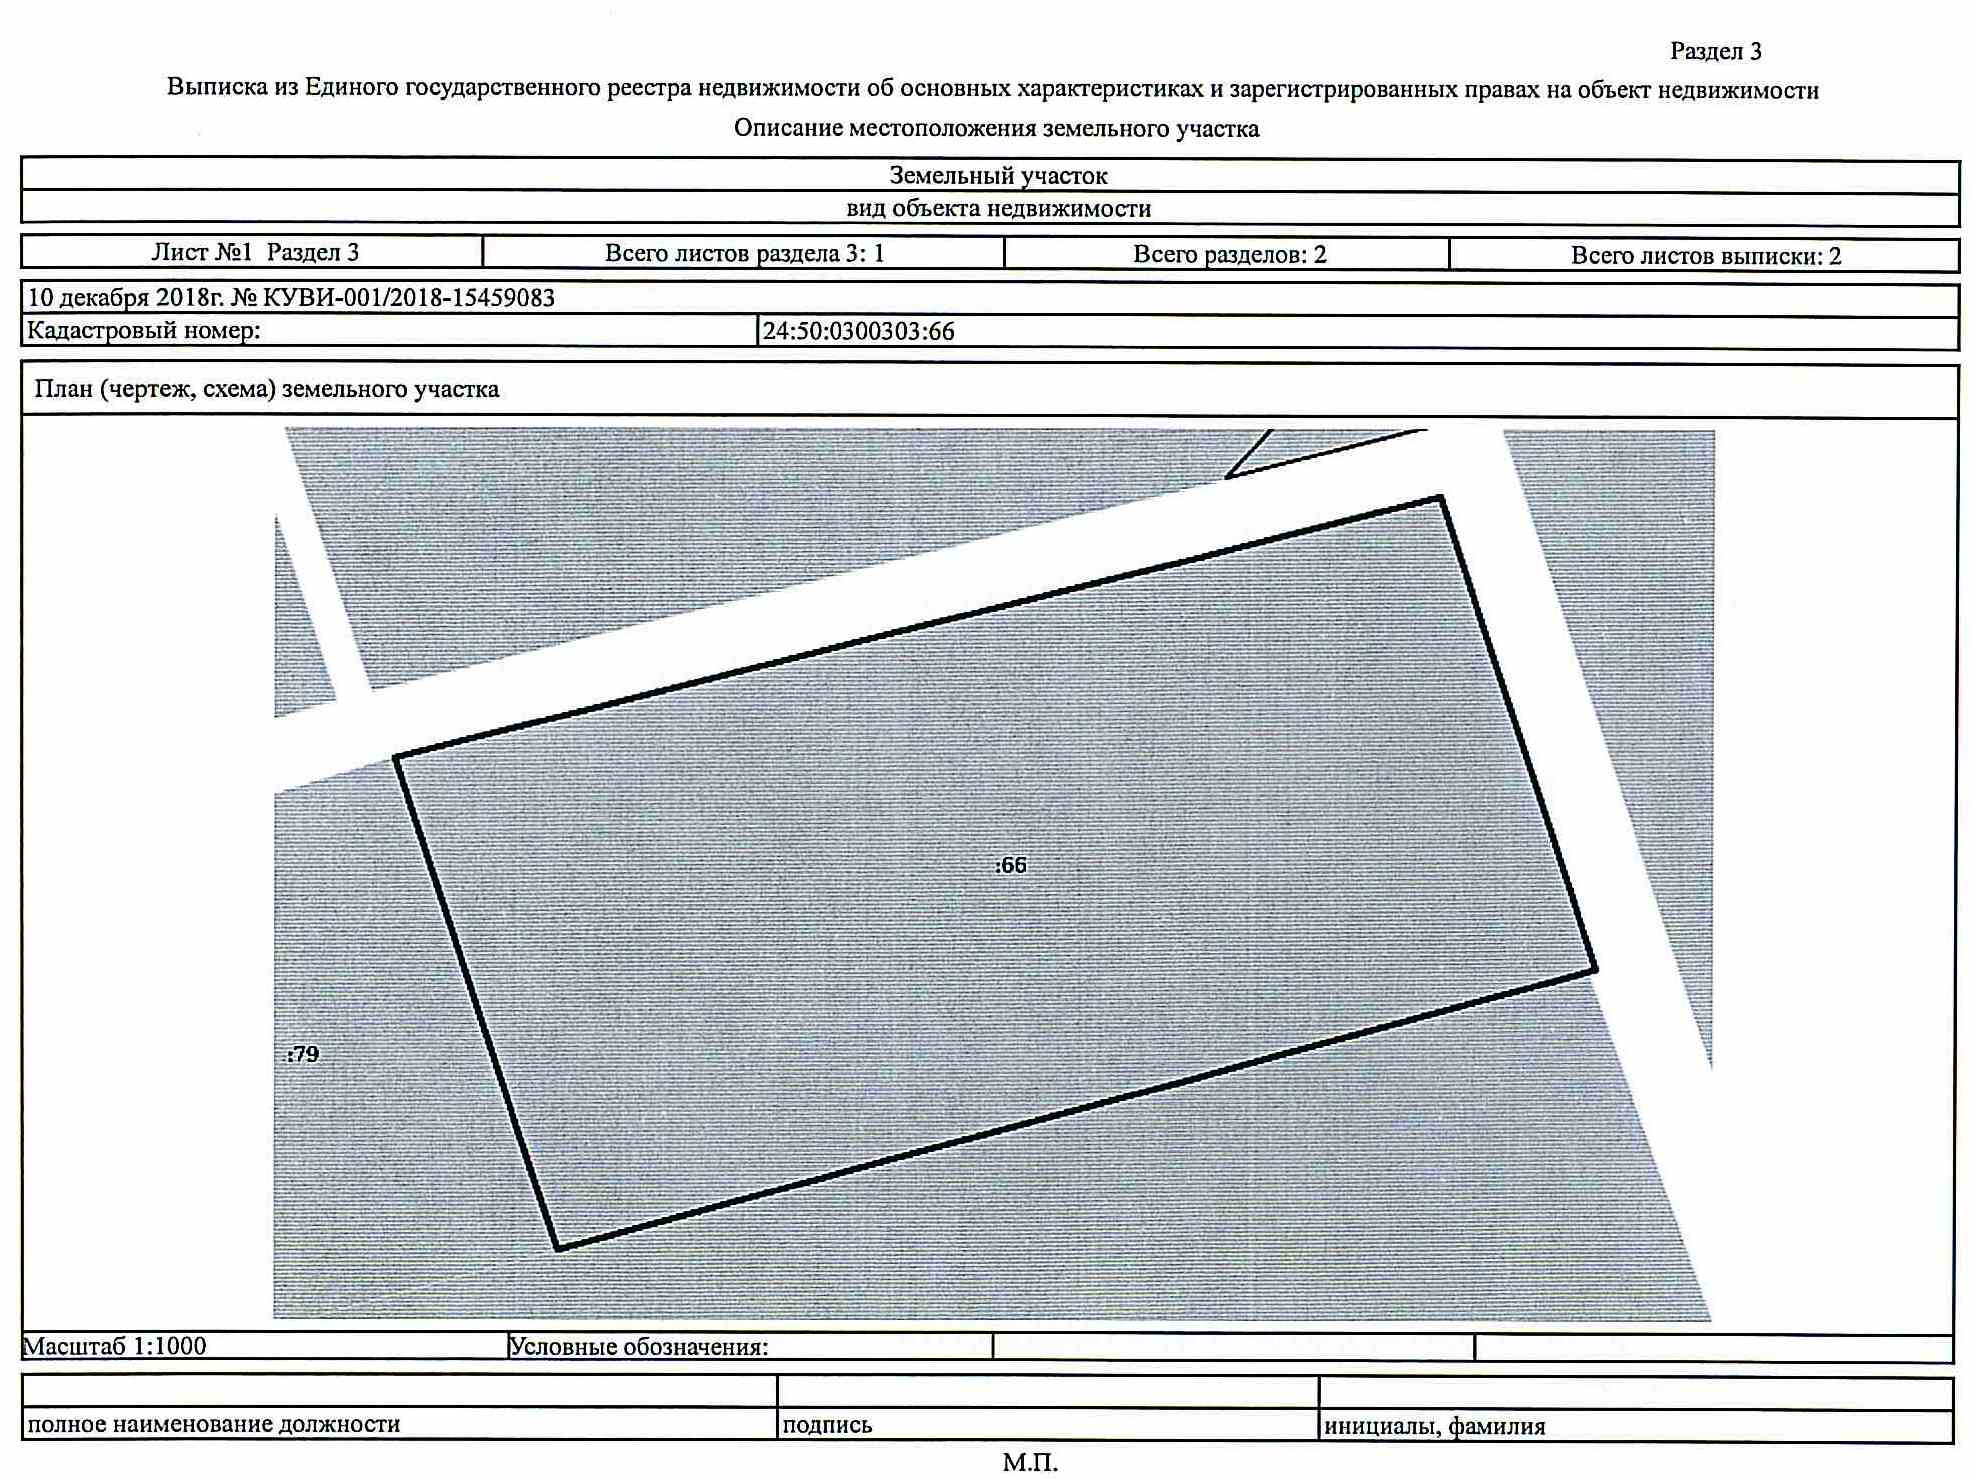 Раздел 3
Выписка из Единого государственного реестра недвижимости об основных характеристиках и зарегистрированных правах на объект недвижимости
Описание местоположения земельного участка
Земельный участок
вид объекта недвижимости
Лист №1 Раздел 3 Всего листов раздела 3: 1 Всего разделов: 2 Всего листов выписки: 2
10 декабря 2018г. № КУВИ-001/2018-15459083
Кадастровый номер: 24:50:0300303:66
План (чертеж, схема) земельного участка
:66
:79
Масштаб 1:1000 Условные обозначения:
полное наименование должности подпись инициалы, фамилия
М.П.